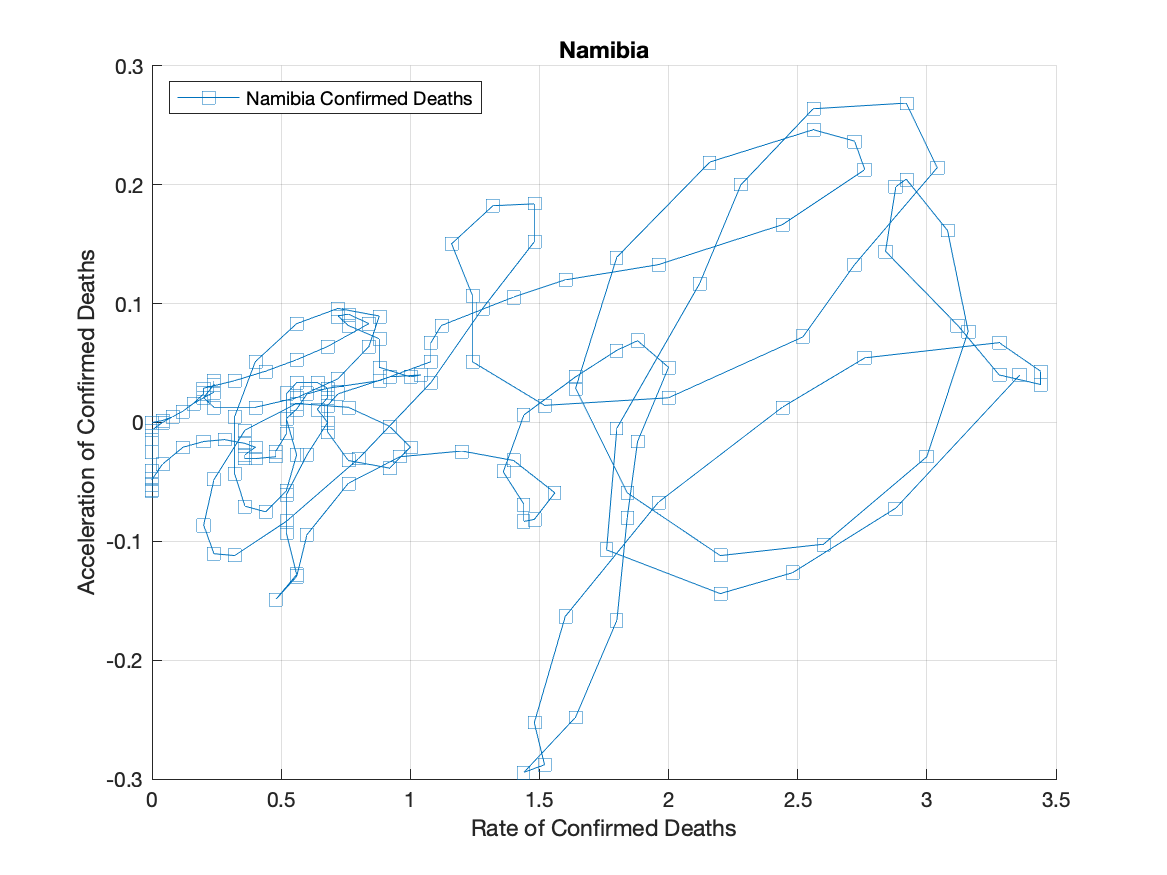 Namibia
Namibia Confirmed Deaths
0.3
0.2
0.1
0
-0.1
-0.2
-0.3
Acceleration of Confirmed Deaths
0 0.5 1 1.5 2 2.5 3 3.5
Rate of Confirmed Deaths